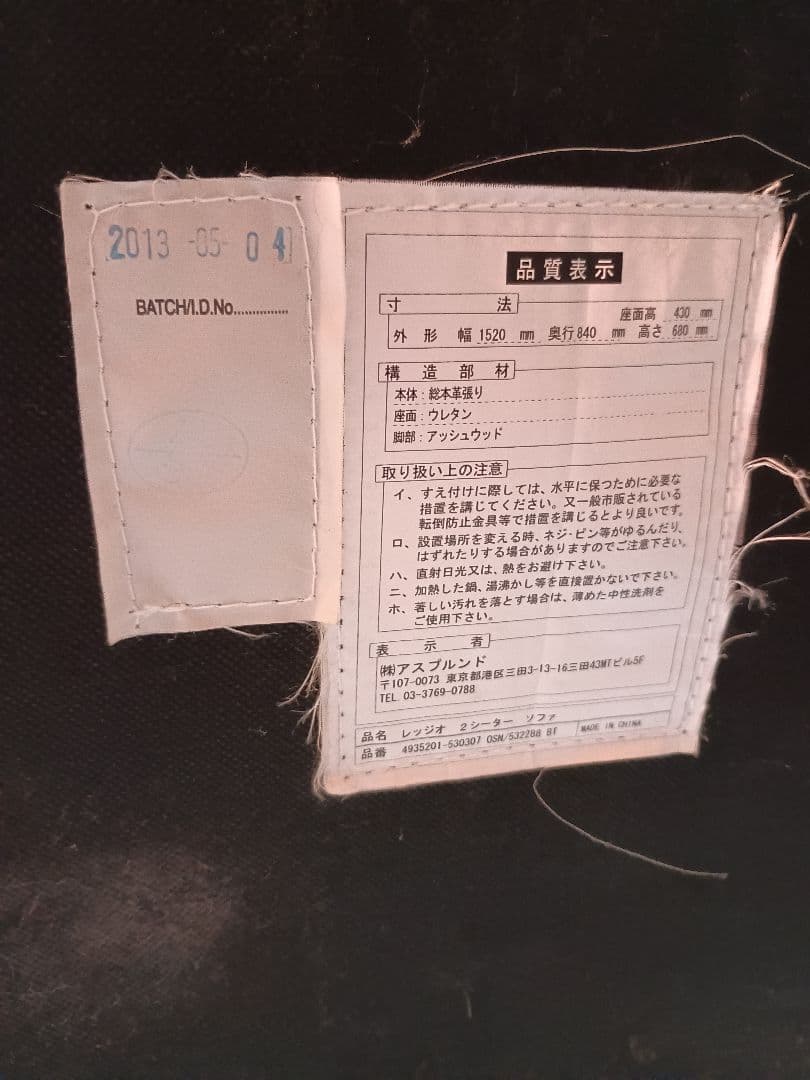 2013 -05- 04
BATCH/I.D.No..............
品質表示
寸法
座面高 430 mm
外形 幅 1520 mm 奥行 840 mm 高さ 680 mm
構造部材
本体：総本革張り
座面：ウレタン
脚部：アッシュウッド
取り扱い上の注意
イ、すえ付けに際しては、水平に保つために必要な
措置を講じてください。又一般市販されている
転倒防止金具等で措置を講じるとより良いです。
ロ、設置場所を変える時、ネジ・ピン等がゆるんだり、
はずれたりする場合がありますのでご注意下さい。
ハ、直射日光又は、熱をお避け下さい。
ニ、加熱した鍋、湯沸かし等を直接置かないで下さい。
ホ、著しい汚れを落とす場合は、薄めた中性洗剤を
ご使用下さい。
表示者
㈱アスプルンド
〒107-0073 東京都港区三田3-13-16三田43MTビル5F
TEL 03-3769-0788
品名 レッジオ 2シーター ソファ
MADE IN CHINA
品番 4935201-530307 OSN/532288 BT